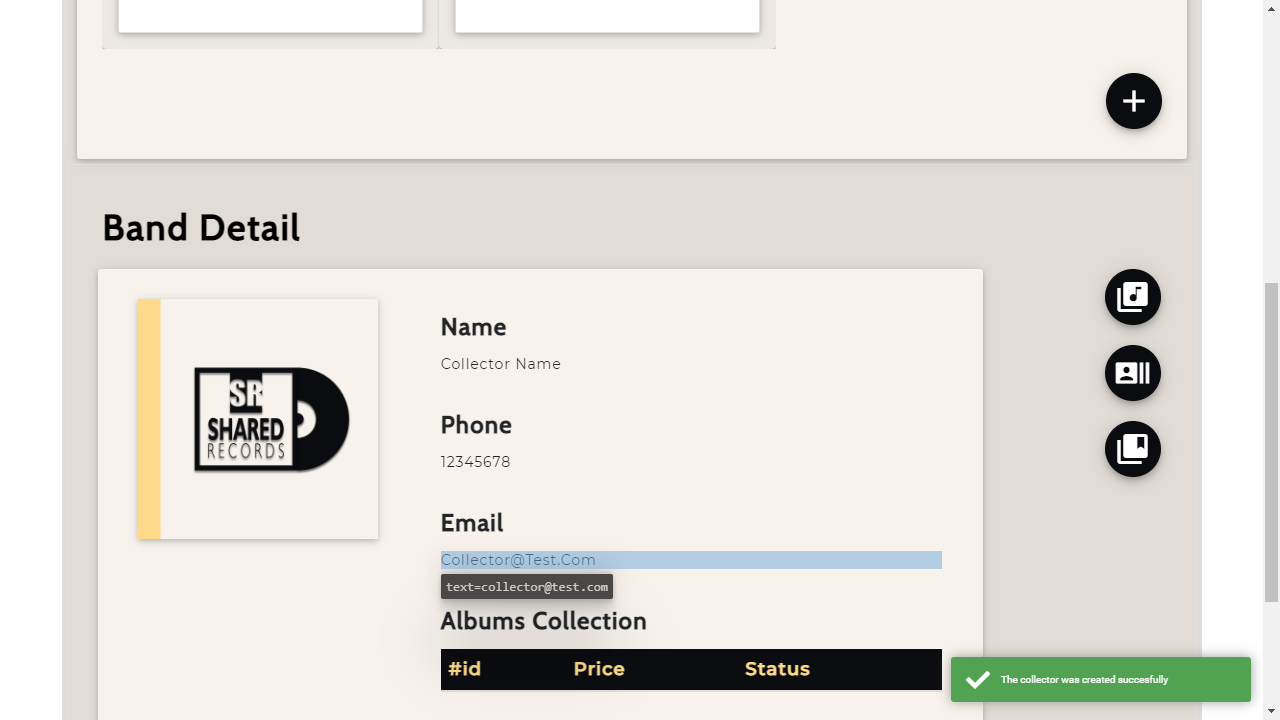 Band Detail
SR
SHARED
RECORDS
Name
Collector Name
Phone
12345678
Email
Collector@Test.Com
text=collector@test.com
Albums Collection
#id Price Status
The collector was created succesfully